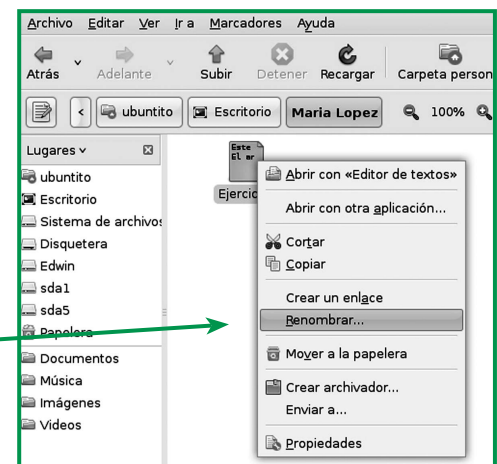 Archivo Editar Ver Ir a Marcadores Ayuda
Atrás Adelante Subir Detener Recargar Carpeta person
ubuntito Escritorio Maria Lopez 100%
Lugares
ubuntito
Escritorio
Sistema de archivos
Disquetera
Edwin
sda1
sda5
Papelera
Documentos
Música
Imágenes
Videos
Este
El ar
Ejercic
Abrir con «Editor de textos»
Abrir con otra aplicación...
Cortar
Copiar
Crear un enlace
Renombrar...
Mover a la papelera
Crear archivador...
Enviar a...
Propiedades